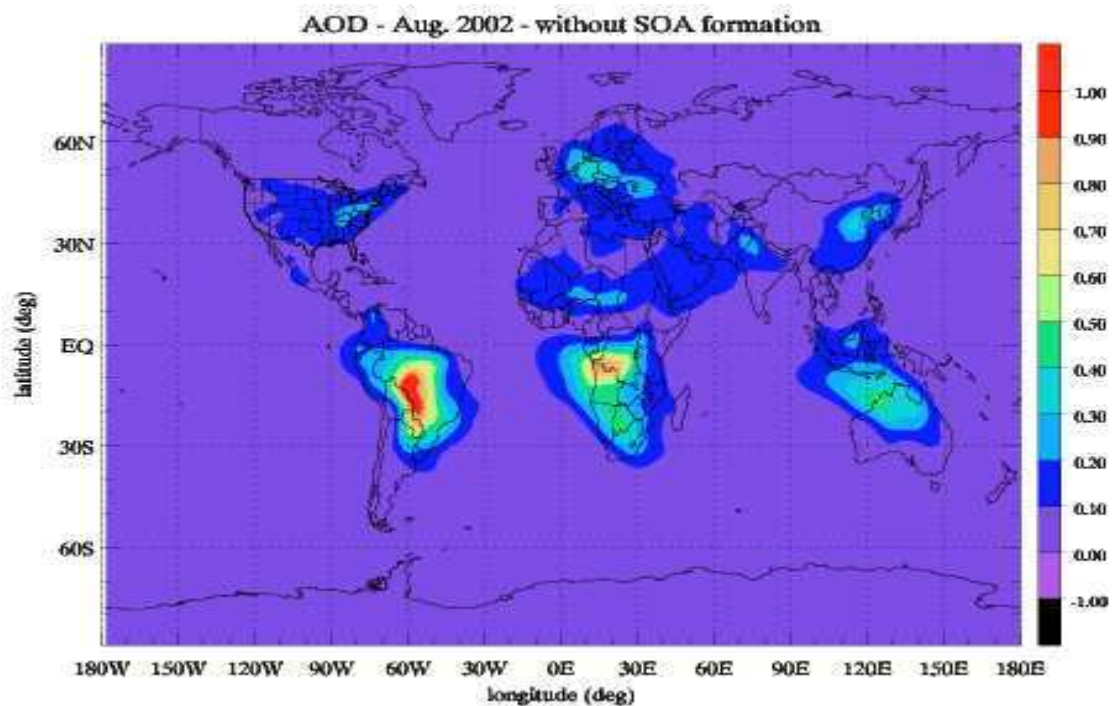 AOD - Aug. 2002 - without SOA formation
1.00
0.90
0.80
0.70
0.60
0.50
0.40
0.30
0.20
0.10
0.00
-1.00
60N
30N
EQ
30S
60S
latitude (deg)
180W 150W 120W 90W 60W 30W 0E 30E 60E 90E 120E 150E 180E
longitude (deg)